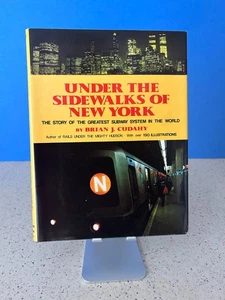 UNDER THE
SIDEWALKS OF
NEW YORK
THE STORY OF THE GREATEST SUBWAY SYSTEM IN THE WORLD
BY BRIAN J. CUDAHY
Author of RAILS UNDER THE MIGHTY HUDSON · With over 150 ILLUSTRATIONS
N